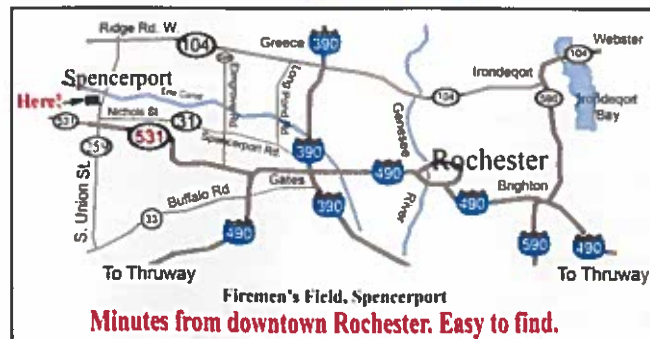 Ridge Rd. W.
104
Greece
390
104
Webster
Spencerport
Erie Canal
Long Pond Rd
Genesee
Irondeqort
104
590
Irondeqort
Bay
Here!
Nichols St
531
31
531
Spencerport Rd.
259
390
Rochester
490
Gates
Brighton
S. Union St.
Buffalo Rd
33
390
River
490
490
590
490
To Thruway
To Thruway
Firemen's Field, Spencerport
Minutes from downtown Rochester. Easy to find.